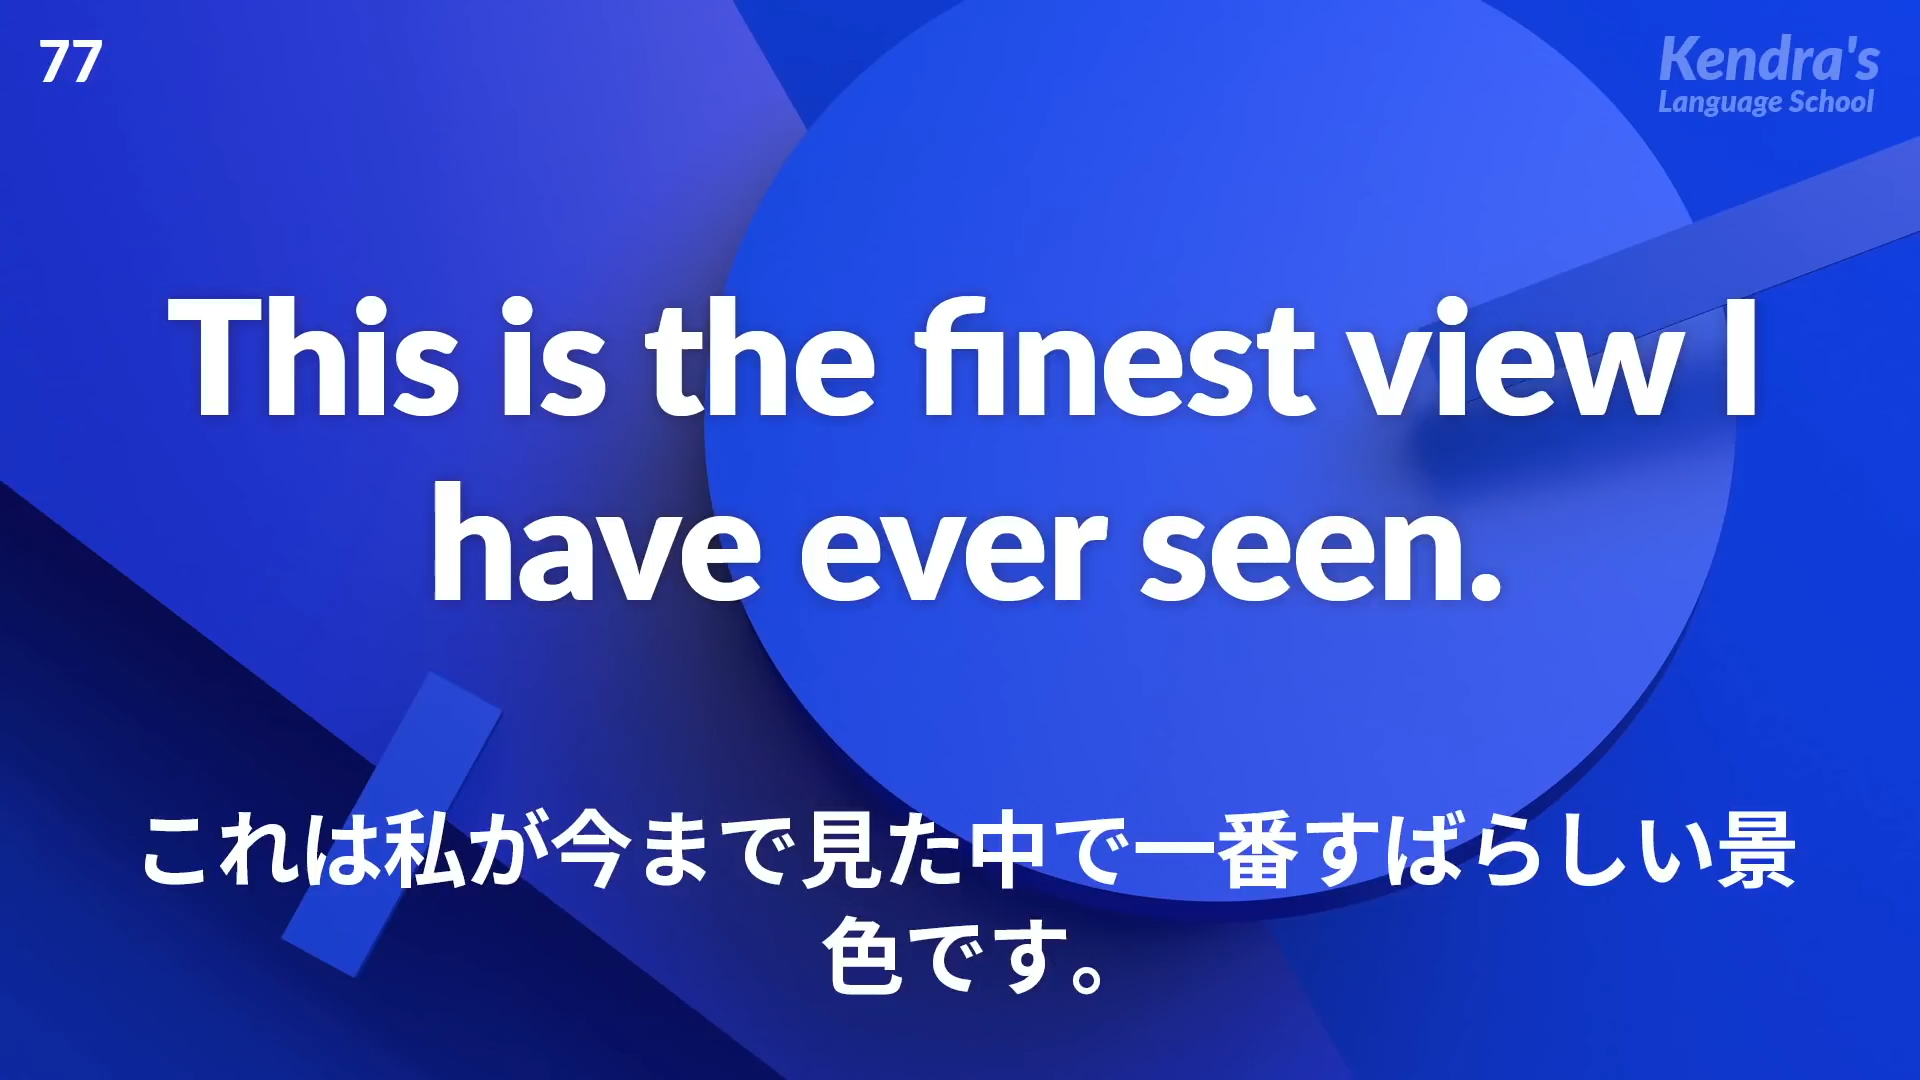 77
Kendra's
Language School
This is the finest view I
have ever seen.
これは私が今まで見た中で一番すばらしい景
色です。